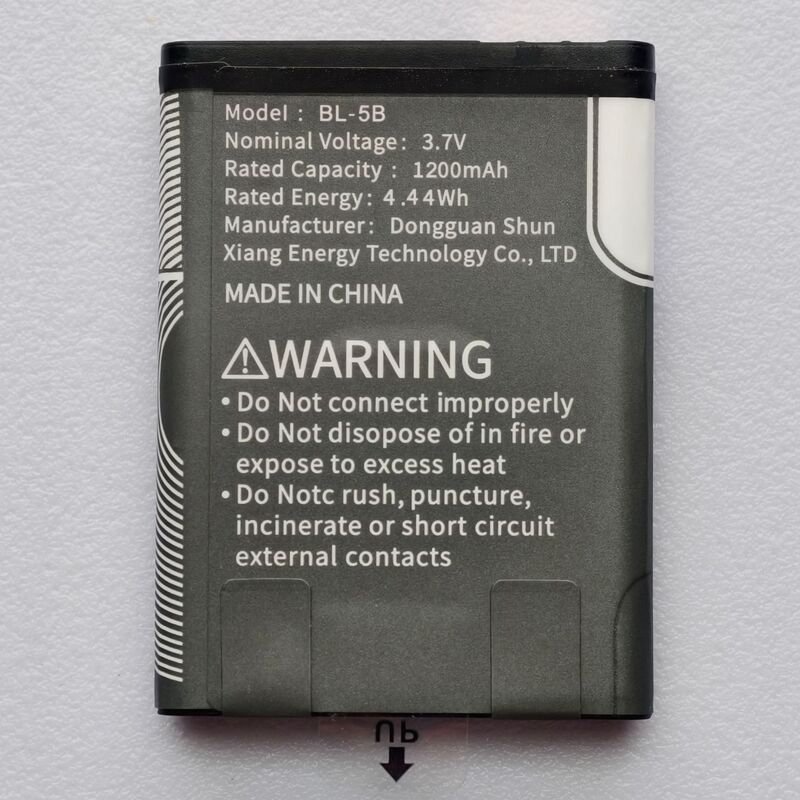 Model : BL-5B
Nominal Voltage: 3.7V
Rated Capacity : 1200mAh
Rated Energy: 4.44Wh
Manufacturer: Dongguan Shun
Xiang Energy Technology Co., LTD
MADE IN CHINA
WARNING
• Do Not connect improperly
• Do Not disopose of in fire or
expose to excess heat
• Do Notc rush, puncture,
incinerate or short circuit
external contacts
UP